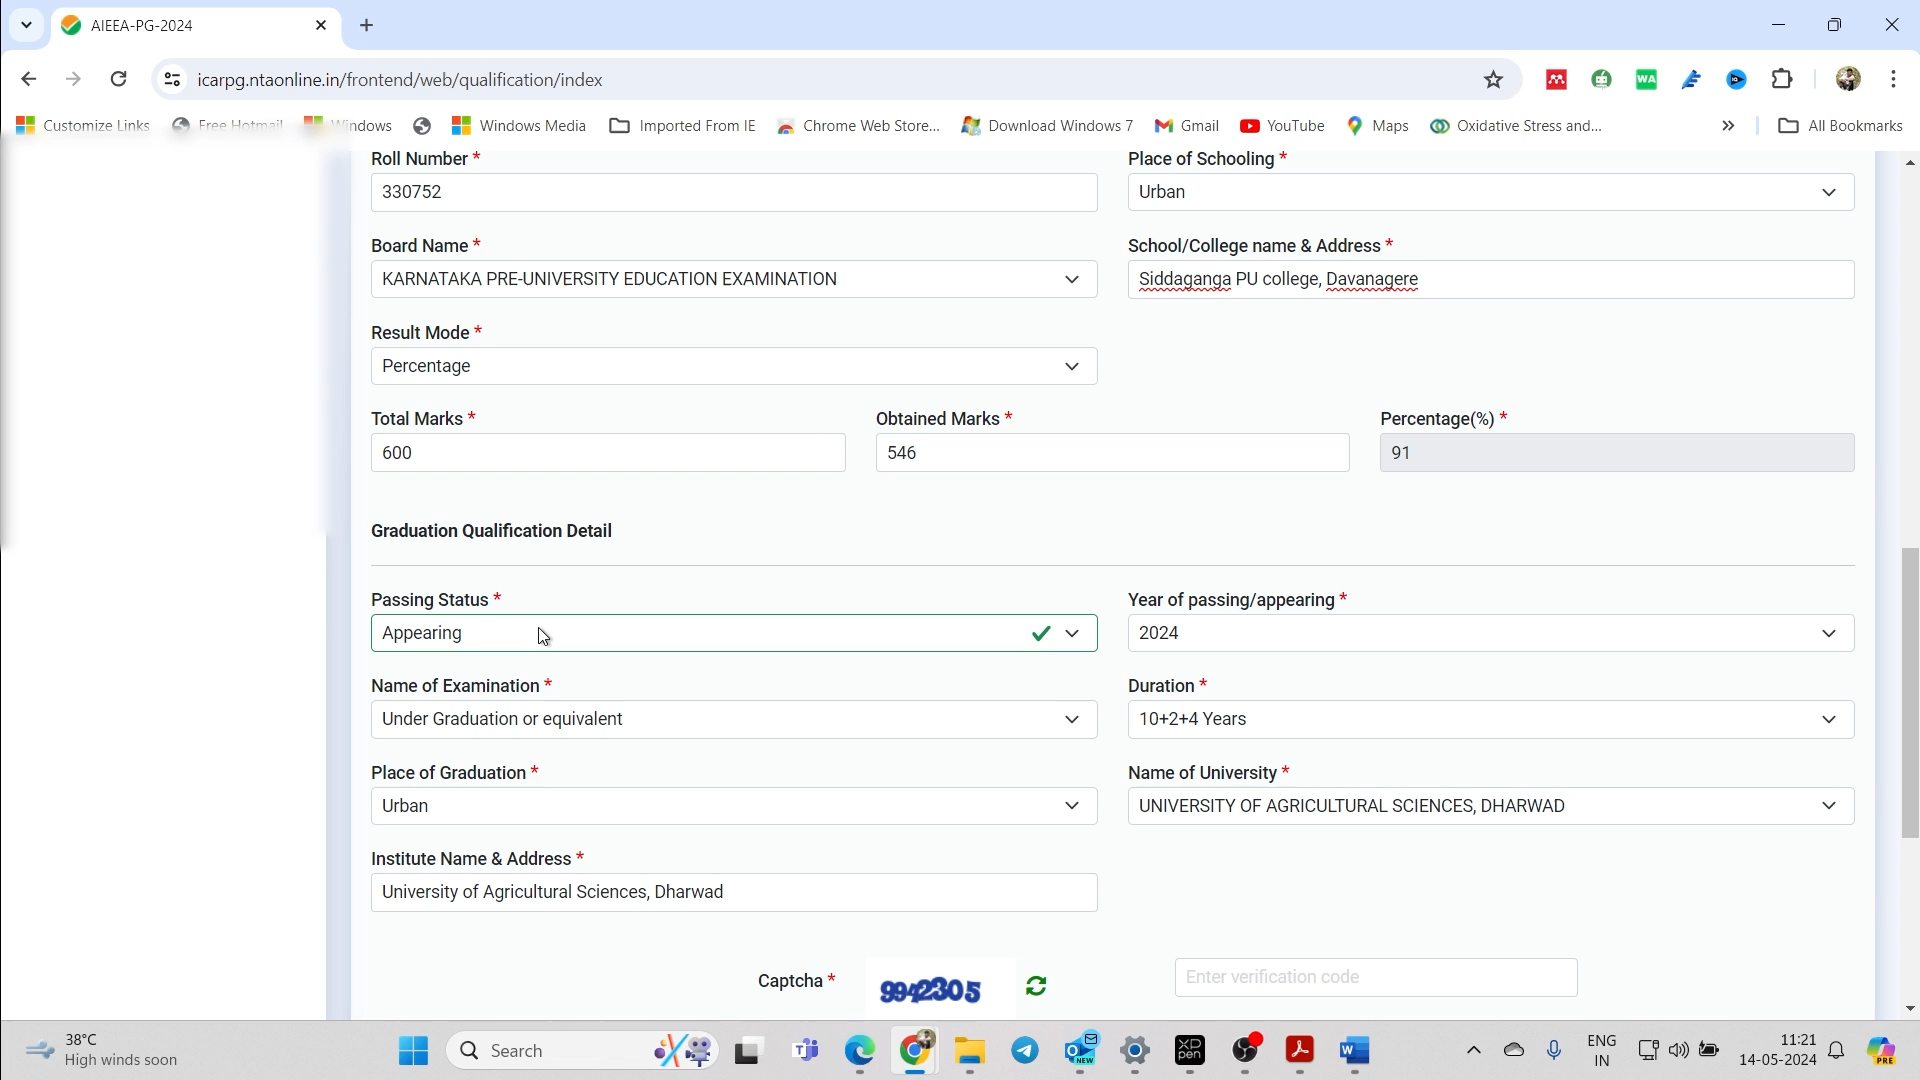 AIEEA-PG-2024
icarpg.ntaonline.in/frontend/web/qualification/index
WA
Customize Links Free Hotmail Windows Windows Media Imported From IE Chrome Web Store... Download Windows 7 Gmail YouTube Maps Oxidative Stress and... » All Bookmarks
Roll Number * Place of Schooling *
330752 Urban
Board Name * School/College name & Address *
KARNATAKA PRE-UNIVERSITY EDUCATION EXAMINATION Siddaganga PU college, Davanagere
Result Mode *
Percentage
Total Marks * Obtained Marks * Percentage(%) *
600 546 91
Graduation Qualification Detail
Passing Status * Year of passing/appearing *
Appearing 2024
Name of Examination * Duration *
Under Graduation or equivalent 10+2+4 Years
Place of Graduation * Name of University *
Urban UNIVERSITY OF AGRICULTURAL SCIENCES, DHARWAD
Institute Name & Address *
University of Agricultural Sciences, Dharwad
Captcha * 9942305 Enter verification code
38°C
High winds soon
Search
NEW
XP
pen
ENG
IN
11:21
14-05-2024
PRE